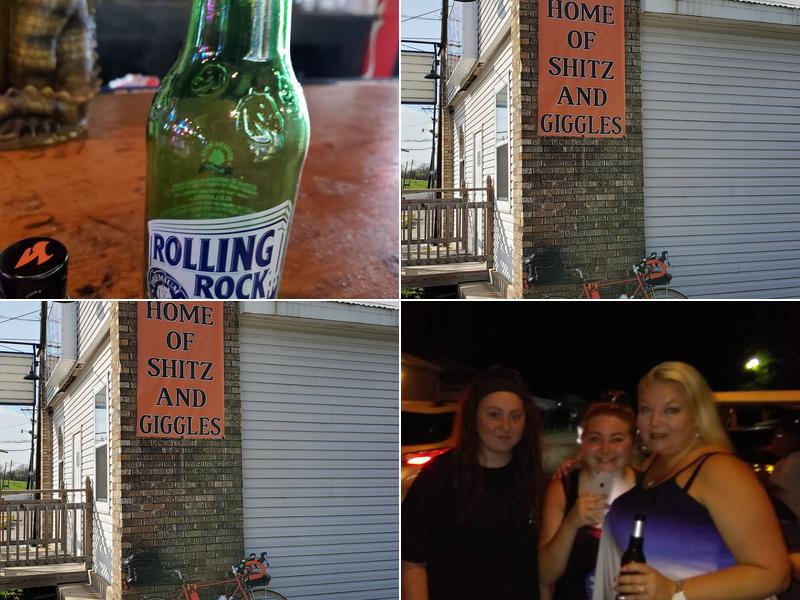 ROLLING
ROCK
HOME
OF
SHITZ
AND
GIGGLES
HOME
OF
SHITZ
AND
GIGGLES